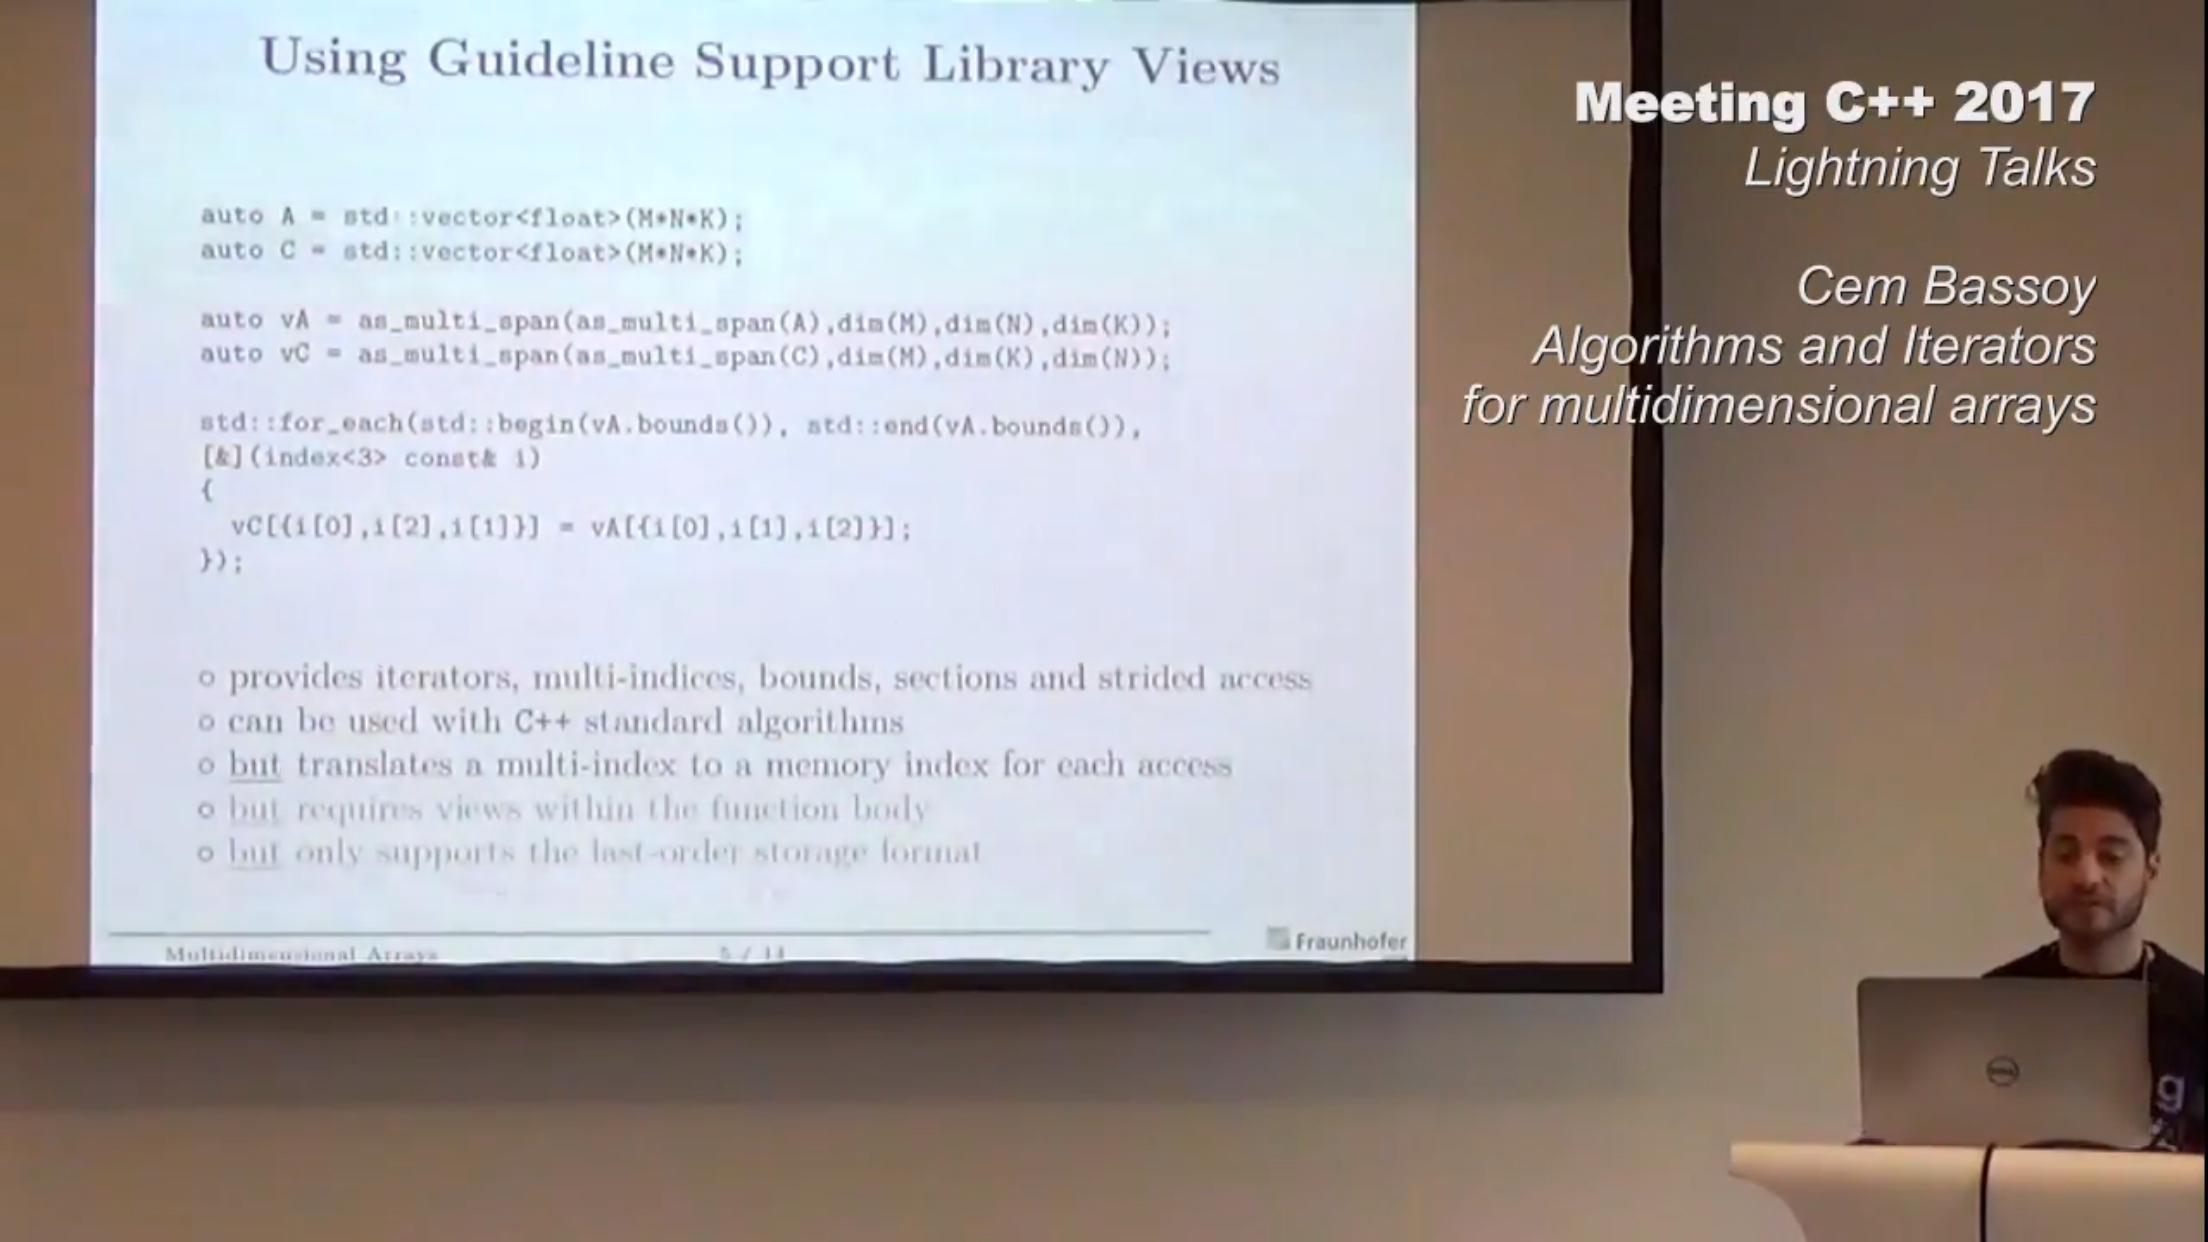 Using Guideline Support Library Views
auto A = std::vector<float>(M*N*K);
auto C = std::vector<float>(M*N*K);
auto vA = as_multi_span(as_multi_span(A),dim(M),dim(N),dim(K));
auto vC = as_multi_span(as_multi_span(C),dim(M),dim(K),dim(N));
std::for_each(std::begin(vA.bounds()), std::end(vA.bounds()),
[&](index<3> const& i)
{
vC[{i[0],i[2],i[1]}] = vA[{i[0],i[1],i[2]}];
});
o provides iterators, multi-indices, bounds, sections and strided access
o can be used with C++ standard algorithms
o but translates a multi-index to a memory index for each access
o but requires views within the function body
o but only supports the last-order storage format
Multidimensional Arrays
5 / 14
Fraunhofer
Meeting C++ 2017
Lightning Talks
Cem Bassoy
Algorithms and Iterators
for multidimensional arrays
DELL
g